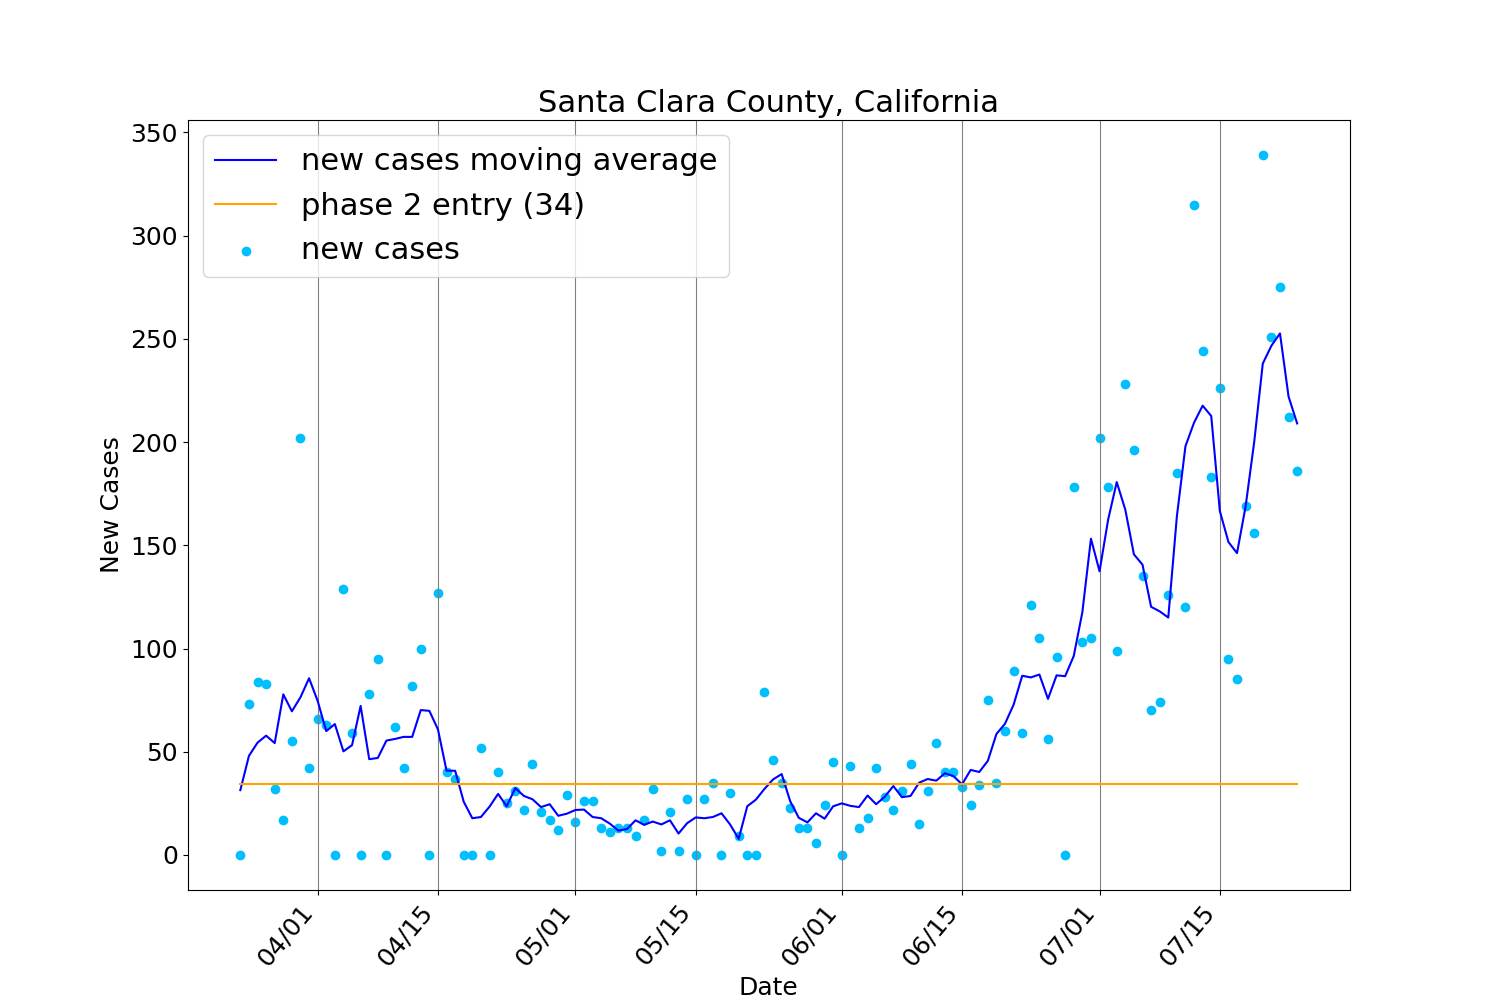 Santa Clara County, California
new cases moving average
phase 2 entry (34)
new cases
350
300
250
200
150
100
50
0
New Cases
04/01
04/15
05/01
05/15
06/01
06/15
07/01
07/15
Date